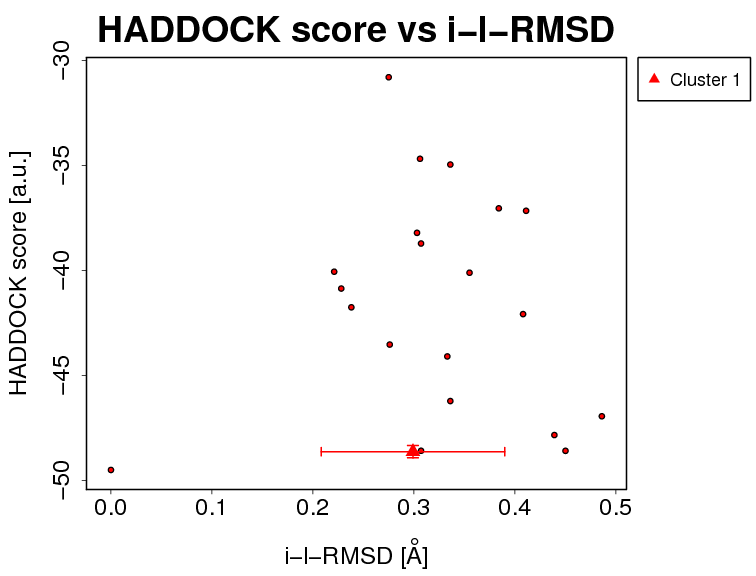 HADDOCK score vs i−l−RMSD
Cluster 1
HADDOCK score [a.u.]
−30
−35
−40
−45
−50
0.0 0.1 0.2 0.3 0.4 0.5
i−l−RMSD [Å]